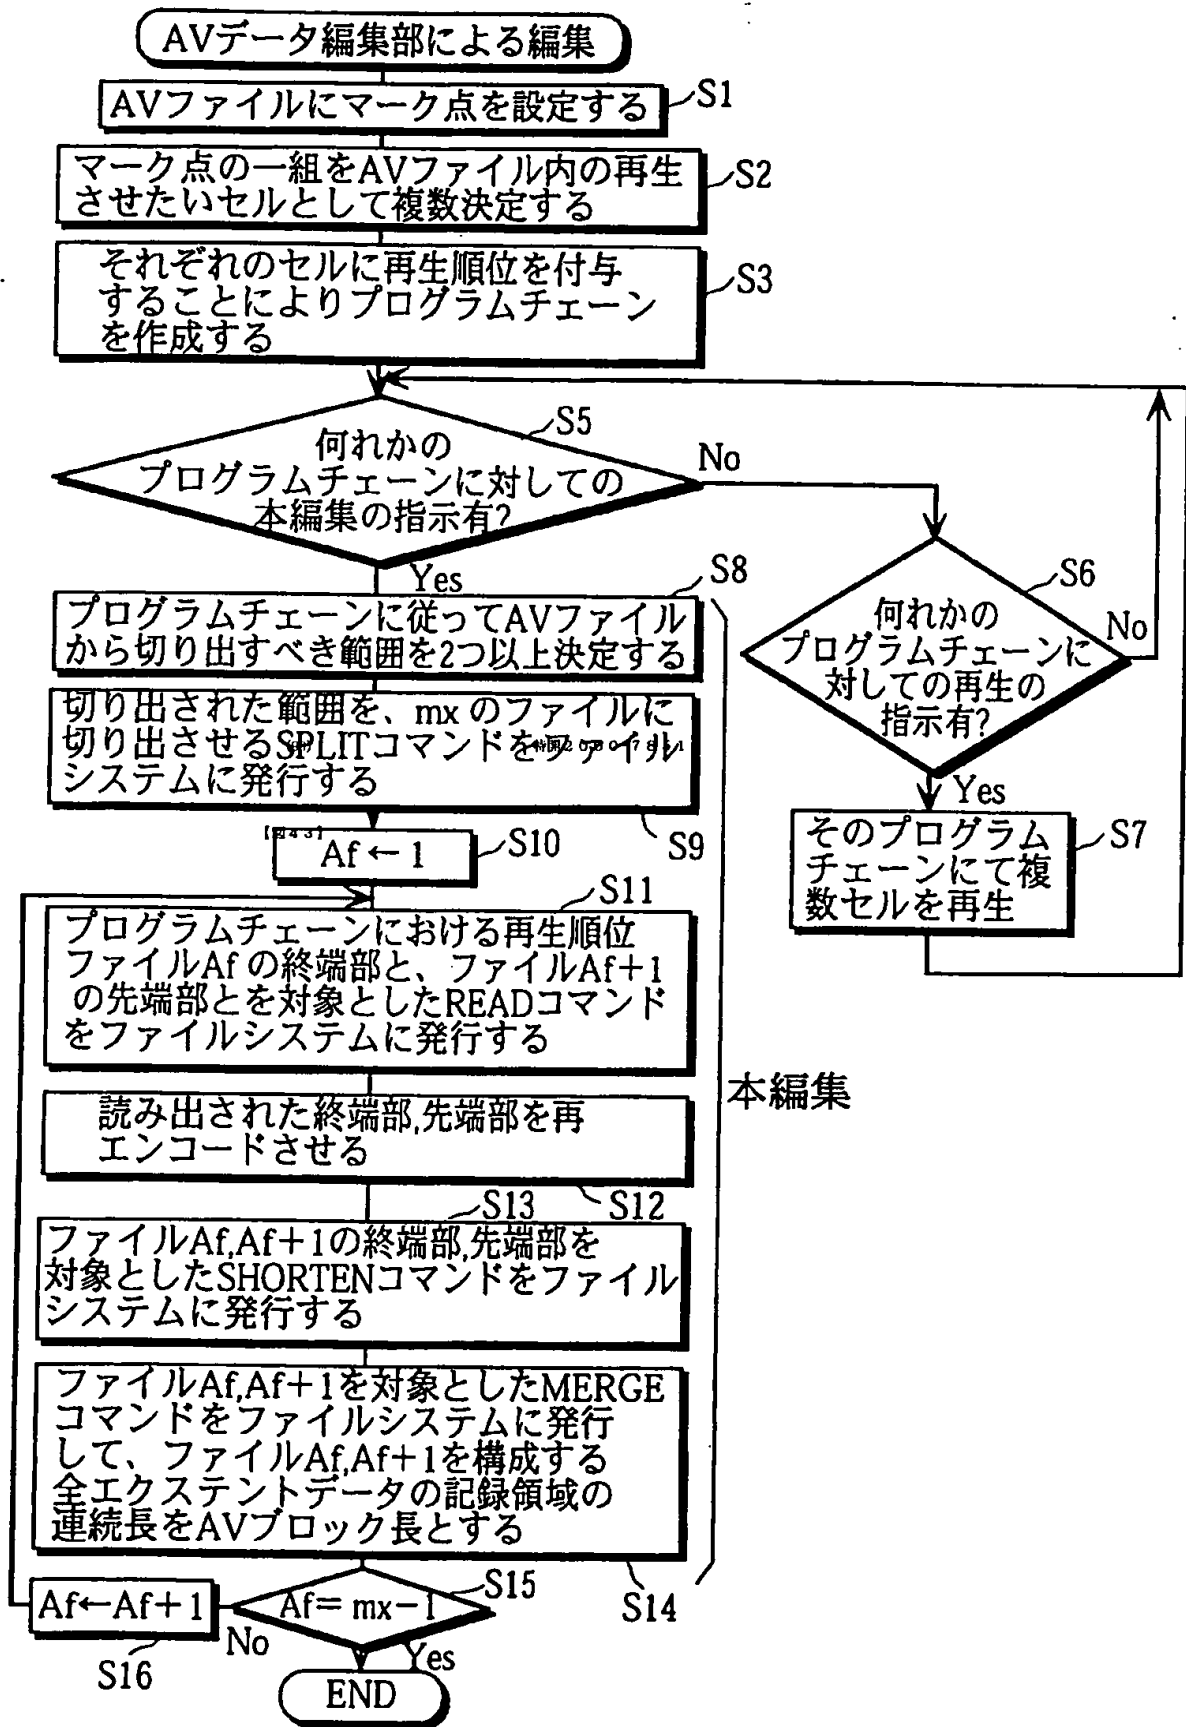 AVデータ編集部による編集
AVファイルにマーク点を設定する
S1
マーク点の一組をAVファイル内の再生
させたいセルとして複数決定する
S2
それぞれのセルに再生順位を付与
することによりプログラムチェーン
を作成する
S3
S5
何れかの
プログラムチェーンに対しての
本編集の指示有?
No
Yes
S6
何れかの
プログラムチェーンに
対しての再生の
指示有?
No
Yes
そのプログラム
チェーンにて複
数セルを再生
S7
S8
プログラムチェーンに従ってAVファイル
から切り出すべき範囲を2つ以上決定する
切り出された範囲を、mxのファイルに
切り出させるSPLITコマンドをファイル
システムに発行する
S9
【図43】
Af←1
S10
S11
プログラムチェーンにおける再生順位
ファイルAfの終端部と、ファイルAf+1
の先端部とを対象としたREADコマンド
をファイルシステムに発行する
本編集
読み出された終端部,先端部を再
エンコードさせる
S12
S13
ファイルAf,Af+1の終端部,先端部を
対象としたSHORTENコマンドをファイル
システムに発行する
ファイルAf,Af+1を対象としたMERGE
コマンドをファイルシステムに発行
して、ファイルAf,Af+1を構成する
全エクステントデータの記録領域の
連続長をAVブロック長とする
S14
Af=mx-1
S15
Af←Af+1
No
S16
Yes
END